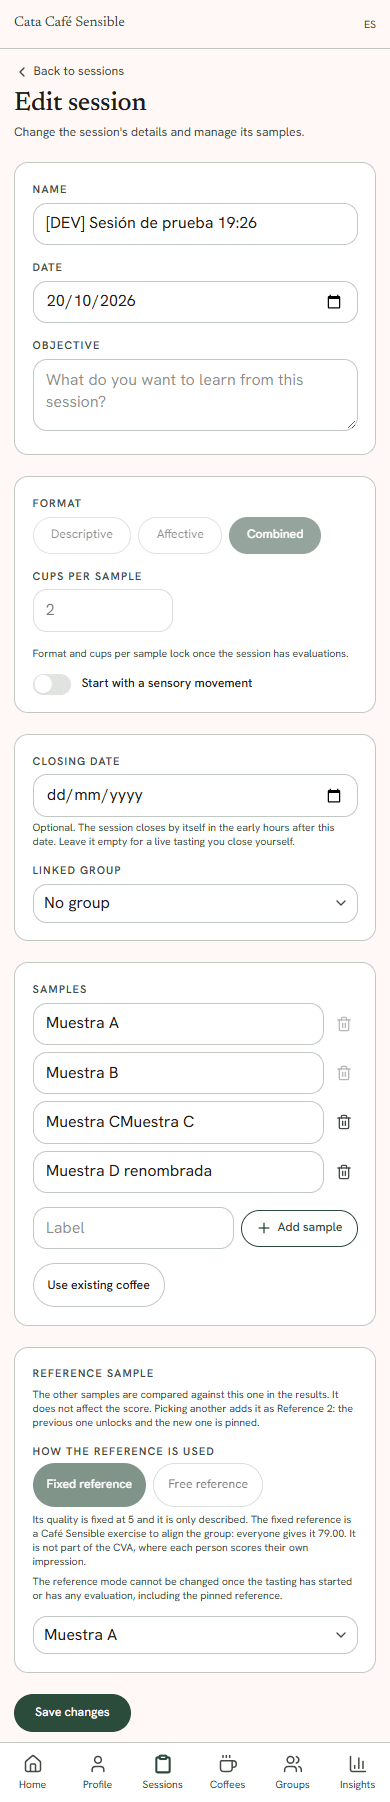 Cata Café Sensible
ES
Back to sessions
Edit session
Change the session's details and manage its samples.
NAME
[DEV] Sesión de prueba 19:26
DATE
20/10/2026
OBJECTIVE
What do you want to learn from this
session?
FORMAT
Descriptive
Affective
Combined
CUPS PER SAMPLE
2
Format and cups per sample lock once the session has evaluations.
Start with a sensory movement
CLOSING DATE
dd/mm/yyyy
Optional. The session closes by itself in the early hours after this
date. Leave it empty for a live tasting you close yourself.
LINKED GROUP
No group
SAMPLES
Muestra A
Muestra B
Muestra CMuestra C
Muestra D renombrada
Label
Add sample
Use existing coffee
REFERENCE SAMPLE
The other samples are compared against this one in the results. It
does not affect the score. Picking another adds it as Reference 2: the
previous one unlocks and the new one is pinned.
HOW THE REFERENCE IS USED
Fixed reference
Free reference
Its quality is fixed at 5 and it is only described. The fixed reference is
a Café Sensible exercise to align the group: everyone gives it 79.00. It
is not part of the CVA, where each person scores their own
impression.
The reference mode cannot be changed once the tasting has started
or has any evaluation, including the pinned reference.
Muestra A
Save changes
Home
Profile
Sessions
Coffees
Groups
Insights